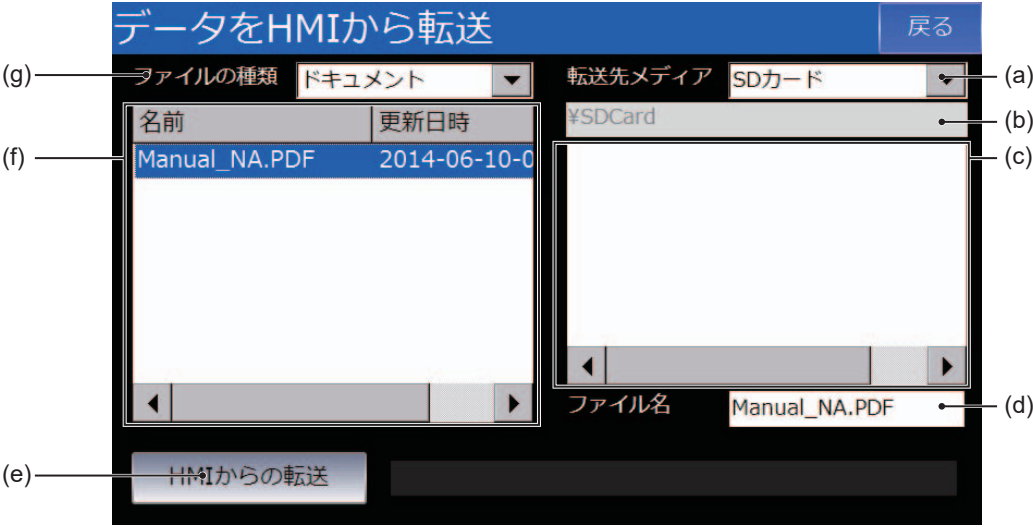 データをHMIから転送 戻る
(g) ファイルの種類 ドキュメント 転送先メディア SDカード (a)
¥SDCard (b)
名前 更新日時
(f) Manual_NA.PDF 2014-06-10-0 (c)
ファイル名 Manual_NA.PDF (d)
(e) HMIからの転送